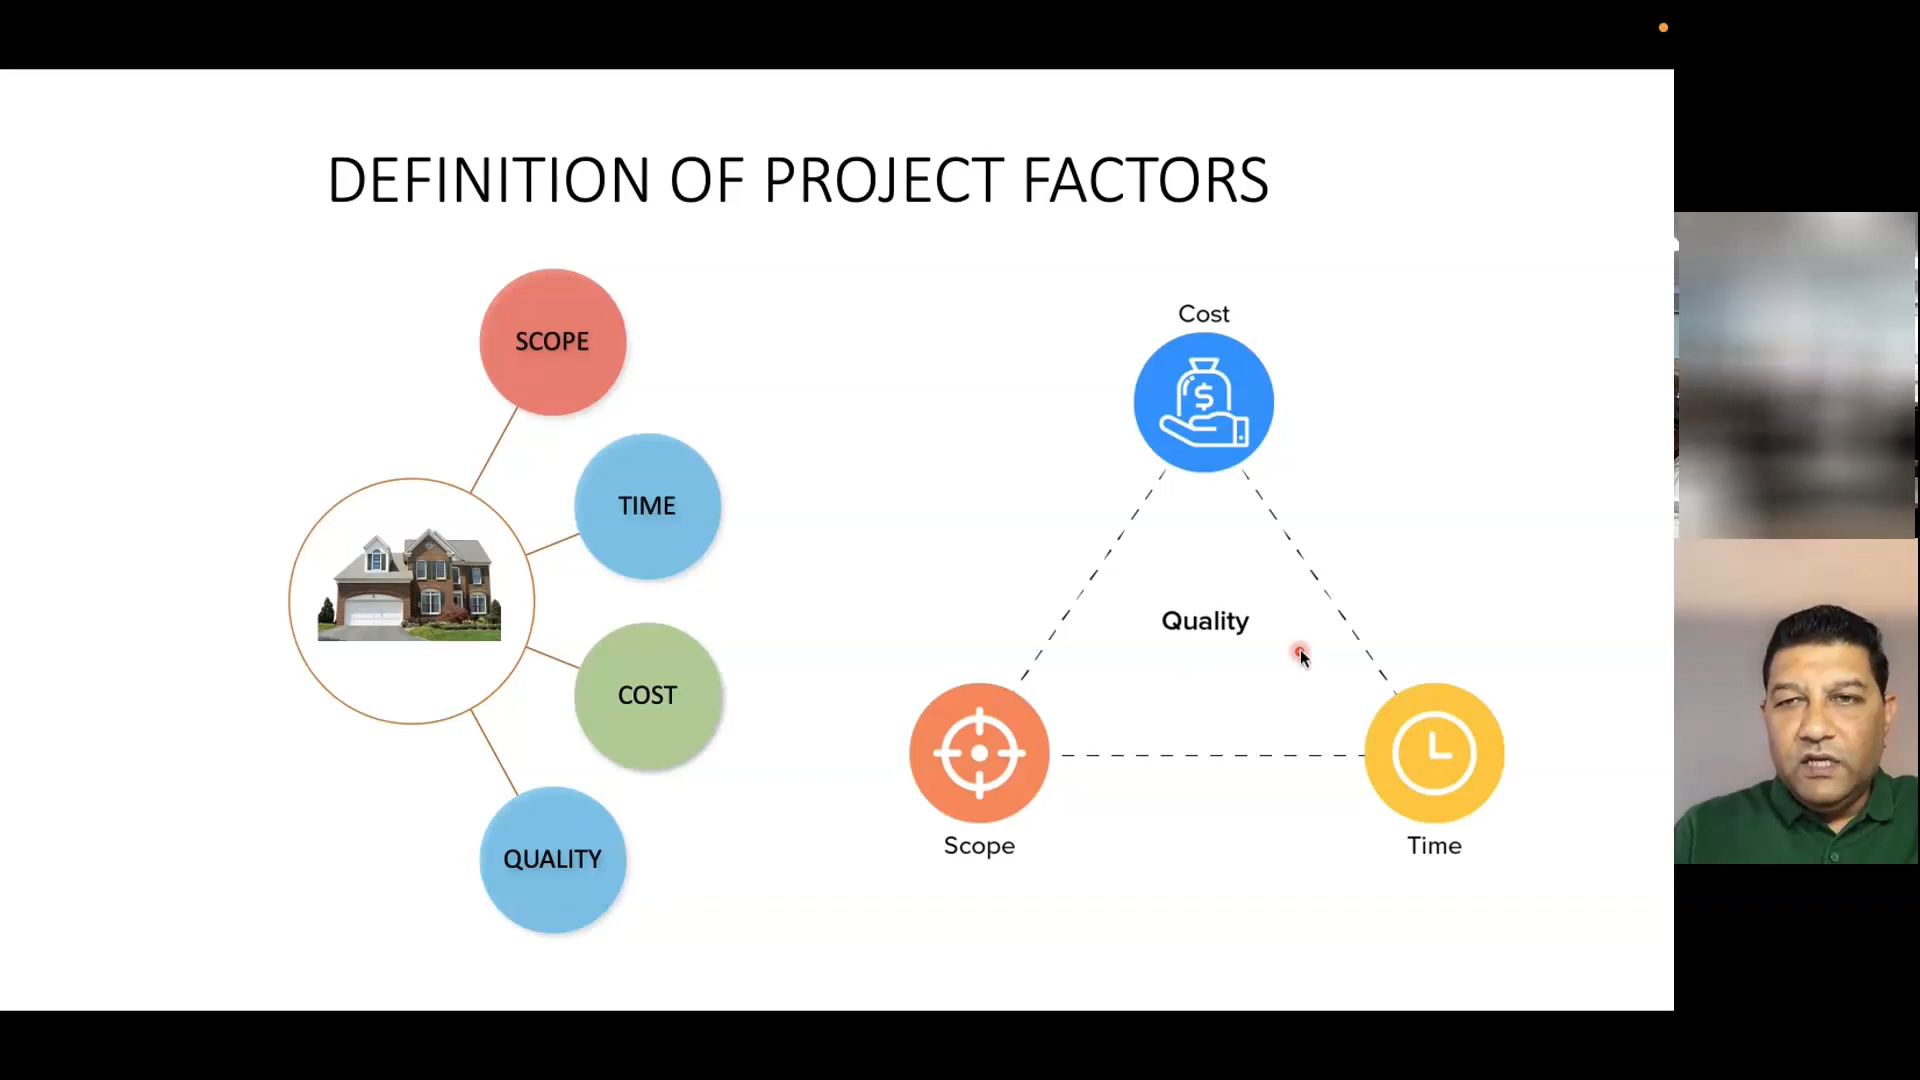 DEFINITION OF PROJECT FACTORS
SCOPE
TIME
COST
QUALITY
Cost
$
Quality
Scope
Time